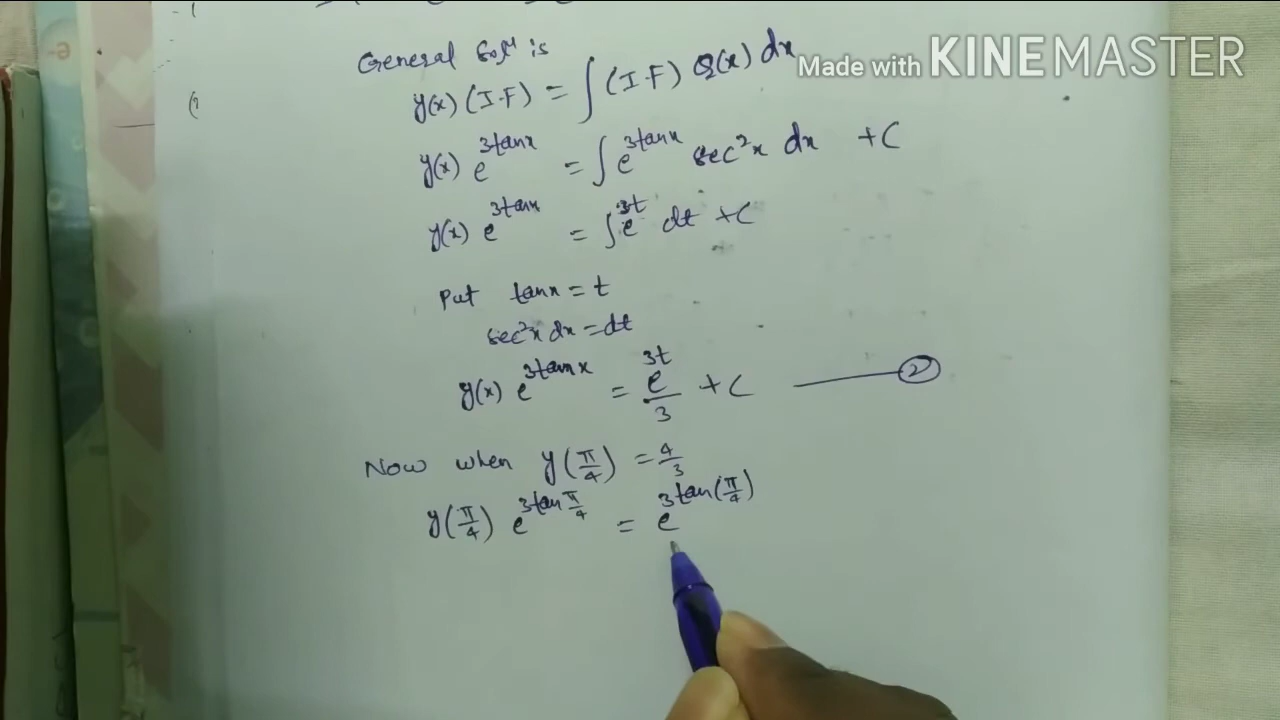 Made with KINEMASTER
General Solⁿ is
y(x) (I.F) = ∫ (I.F) Q(x) dx
y(x) e^{3tanx} = ∫ e^{3tanx} sec²x dx + C
y(x) e^{3tanx} = ∫ e^{3t} dt + C
Put tanx = t
sec²x dx = dt
y(x) e^{3tanx} = e^{3t}/3 + C ——— ②
Now when y(π/4) = 4/3
y(π/4) e^{3tan π/4} = e^{3tan(π/4)}